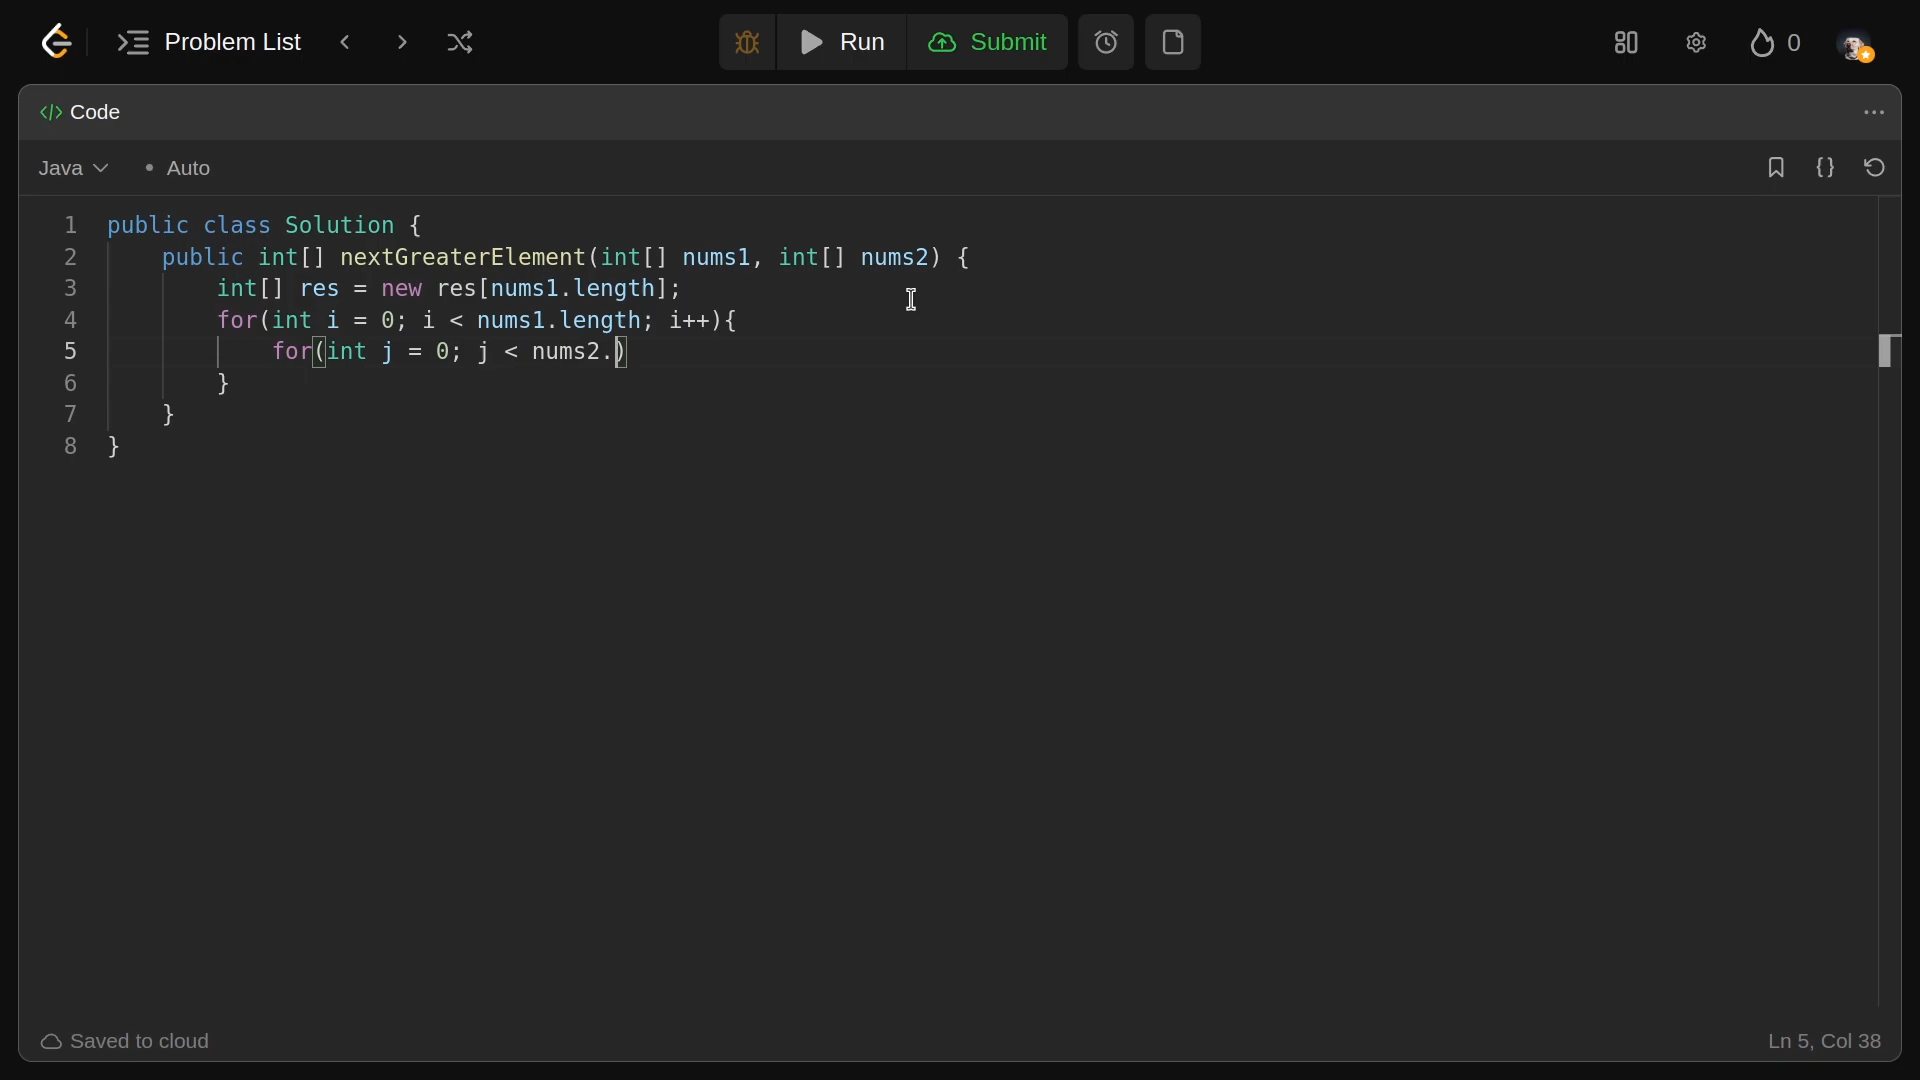 Problem List
Run
Submit
0
</> Code
Java
Auto
1 public class Solution {
2     public int[] nextGreaterElement(int[] nums1, int[] nums2) {
3         int[] res = new res[nums1.length];
4         for(int i = 0; i < nums1.length; i++){
5             for(int j = 0; j < nums2.)
6         }
7     }
8 }
Saved to cloud
Ln 5, Col 38